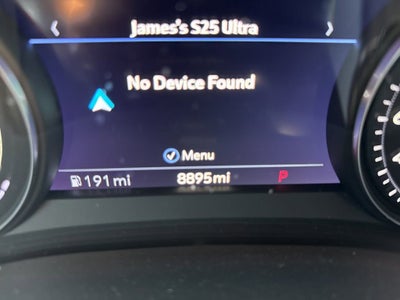 James's S25 Ultra
No Device Found
Menu
191 mi 8895mi P